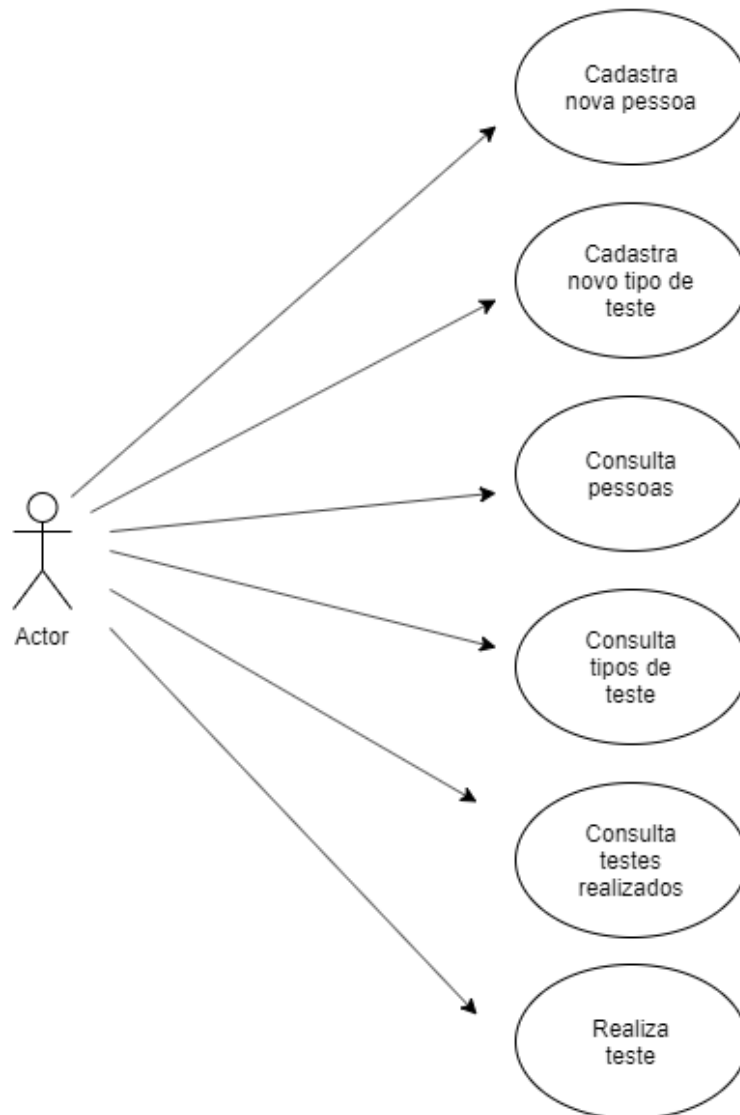 Cadastra
nova pessoa
Cadastra
novo tipo de
teste
Consulta
pessoas
Actor
Consulta
tipos de
teste
Consulta
testes
realizados
Realiza
teste